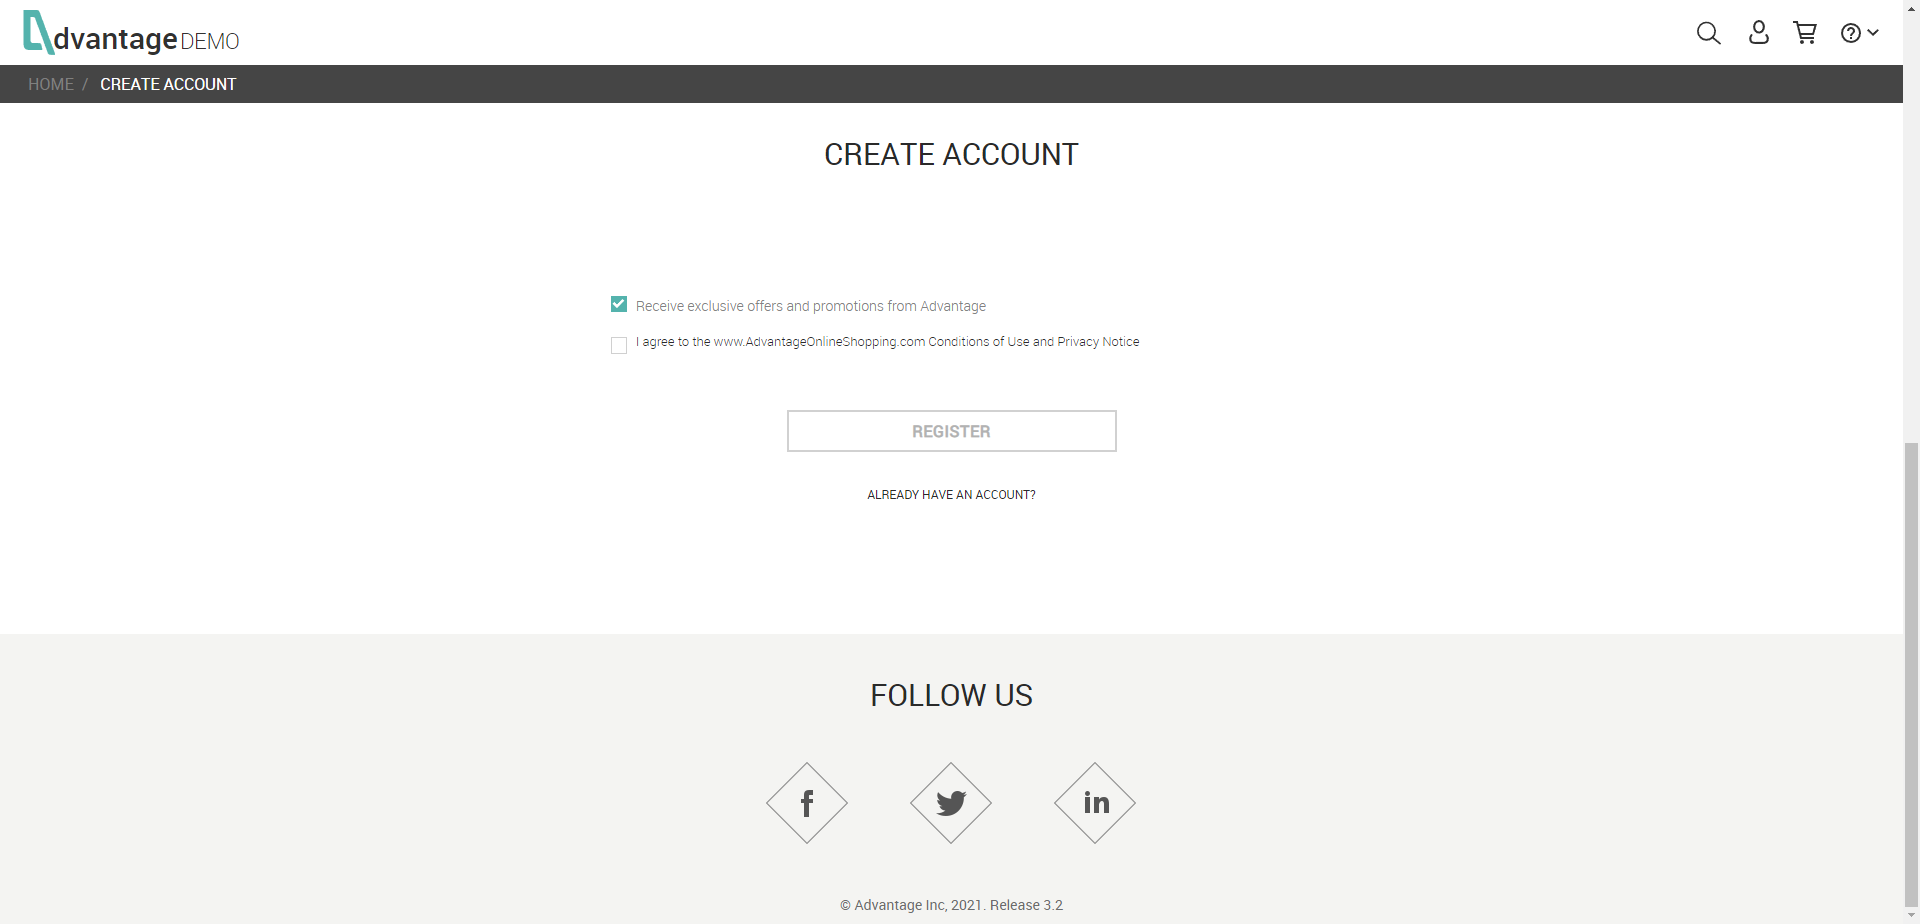 dvantage DEMO
HOME / CREATE ACCOUNT
CREATE ACCOUNT
Receive exclusive offers and promotions from Advantage
I agree to the www.AdvantageOnlineShopping.com Conditions of Use and Privacy Notice
REGISTER
ALREADY HAVE AN ACCOUNT?
FOLLOW US
f
in
© Advantage Inc, 2021. Release 3.2